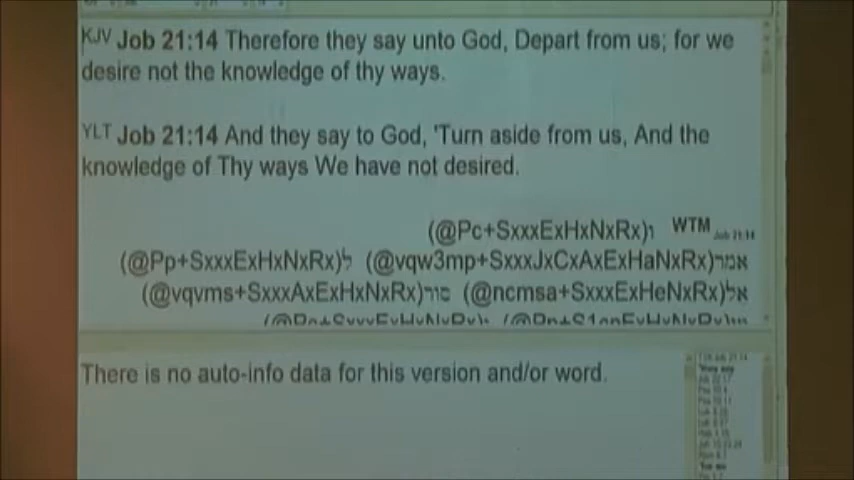 KJV Job 21:14 Therefore they say unto God, Depart from us; for we
desire not the knowledge of thy ways.
YLT Job 21:14 And they say to God, 'Turn aside from us, And the
knowledge of Thy ways We have not desired.
WTM Job 21:14 ו(@Pc+SxxxExHxNxRx)
אמר(@vqw3mp+SxxxJxCxAxExHaNxRx) ל(@Pp+SxxxExHxNxRx)
אל(@ncmsa+SxxxExHeNxRx) סור(@vqvms+SxxxAxExHxNxRx)
There is no auto-info data for this version and/or word.